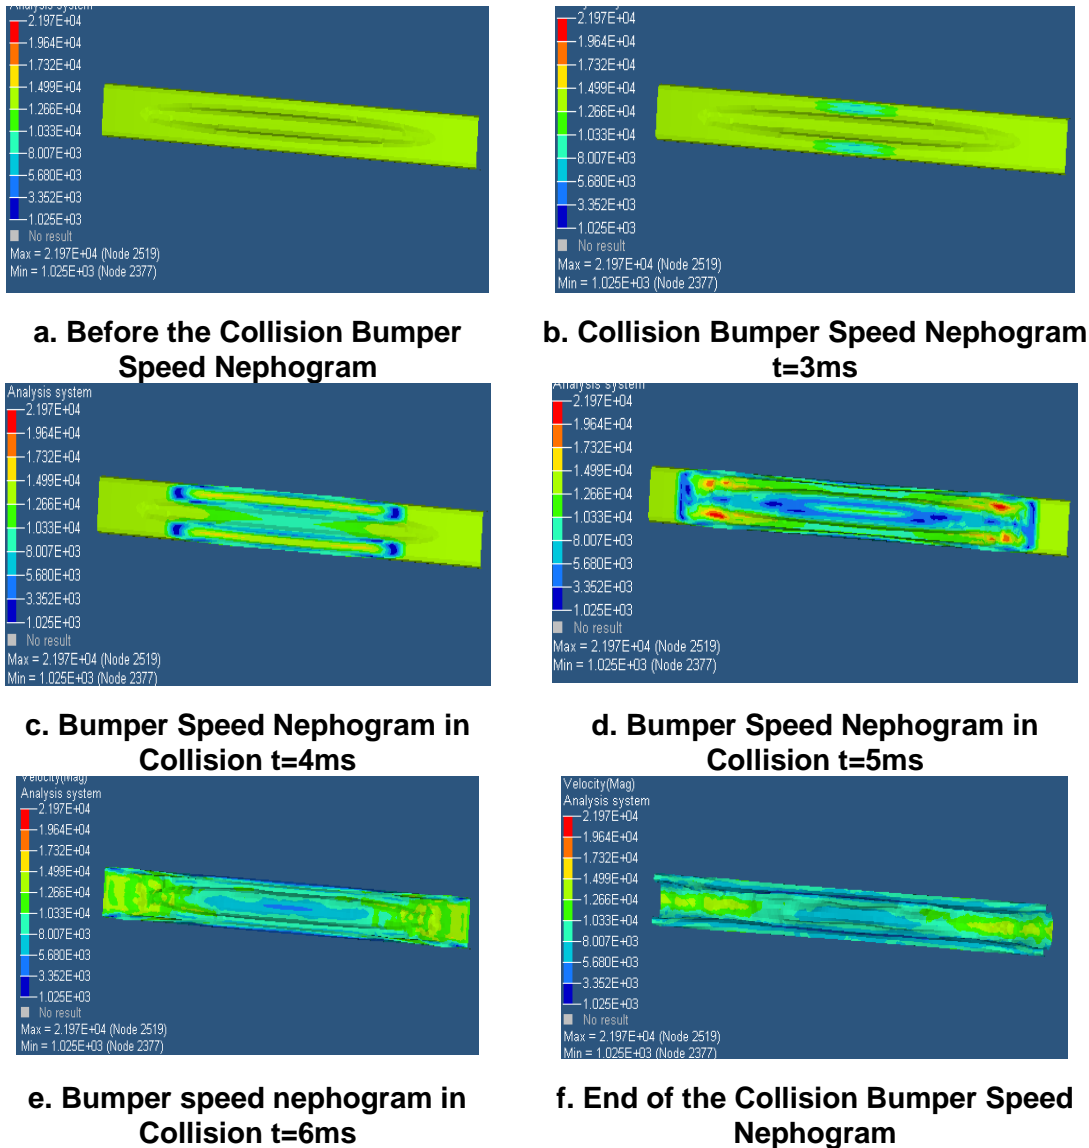 2.197E+04
1.964E+04
1.732E+04
1.499E+04
1.266E+04
1.033E+04
8.007E+03
5.680E+03
3.352E+03
1.025E+03
No result
Max = 2.197E+04 (Node 2519)
Min = 1.025E+03 (Node 2377)
2.197E+04
1.964E+04
1.732E+04
1.499E+04
1.266E+04
1.033E+04
8.007E+03
5.680E+03
3.352E+03
1.025E+03
No result
Max = 2.197E+04 (Node 2519)
Min = 1.025E+03 (Node 2377)
a. Before the Collision Bumper
Speed Nephogram
b. Collision Bumper Speed Nephogram
t=3ms
Analysis system
2.197E+04
1.964E+04
1.732E+04
1.499E+04
1.266E+04
1.033E+04
8.007E+03
5.680E+03
3.352E+03
1.025E+03
No result
Max = 2.197E+04 (Node 2519)
Min = 1.025E+03 (Node 2377)
Analysis system
2.197E+04
1.964E+04
1.732E+04
1.499E+04
1.266E+04
1.033E+04
8.007E+03
5.680E+03
3.352E+03
1.025E+03
No result
Max = 2.197E+04 (Node 2519)
Min = 1.025E+03 (Node 2377)
c. Bumper Speed Nephogram in
Collision t=4ms
d. Bumper Speed Nephogram in
Collision t=5ms
Velocity(Mag)
Analysis system
2.197E+04
1.964E+04
1.732E+04
1.499E+04
1.266E+04
1.033E+04
8.007E+03
5.680E+03
3.352E+03
1.025E+03
No result
Max = 2.197E+04 (Node 2519)
Min = 1.025E+03 (Node 2377)
Velocity(Mag)
Analysis system
2.197E+04
1.964E+04
1.732E+04
1.499E+04
1.266E+04
1.033E+04
8.007E+03
5.680E+03
3.352E+03
1.025E+03
No result
Max = 2.197E+04 (Node 2519)
Min = 1.025E+03 (Node 2377)
e. Bumper speed nephogram in
Collision t=6ms
f. End of the Collision Bumper Speed
Nephogram